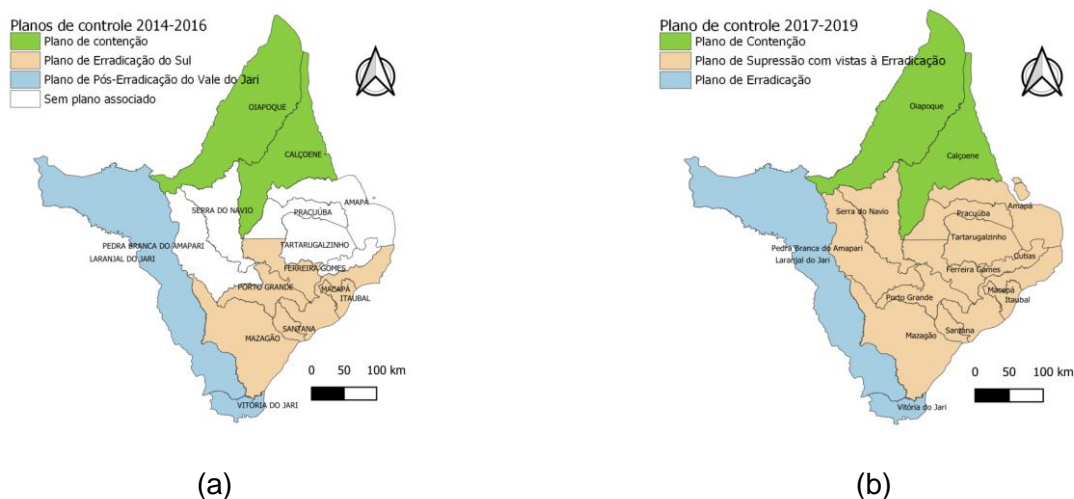 Planos de controle 2014-2016
Plano de contenção
Plano de Erradicação do Sul
Plano de Pós-Erradicação do Vale do Jari
Sem plano associado
OIAPOQUE
CALÇOENE
SERRA DO NAVIO
PRACUÚBA
AMAPÁ
PEDRA BRANCA DO AMAPARI
TARTARUGALZINHO
LARANJAL DO JARI
FERREIRA GOMES
PORTO GRANDE
MACAPÁ
ITAUBAL
SANTANA
MAZAGÃO
VITÓRIA DO JARI
0 50 100 km
(a)
Plano de controle 2017-2019
Plano de Contenção
Plano de Supressão com vistas à Erradicação
Plano de Erradicação
Oiapoque
Calçoene
Serra do Navio
Pracuúba
Amapá
Pedra Branca do Amapari
Tartarugalzinho
Laranjal do Jari
Cutias
Ferreira Gomes
Porto Grande
Macapá
Itaubal
Santana
Mazagão
Vitória do Jari
0 50 100 km
(b)